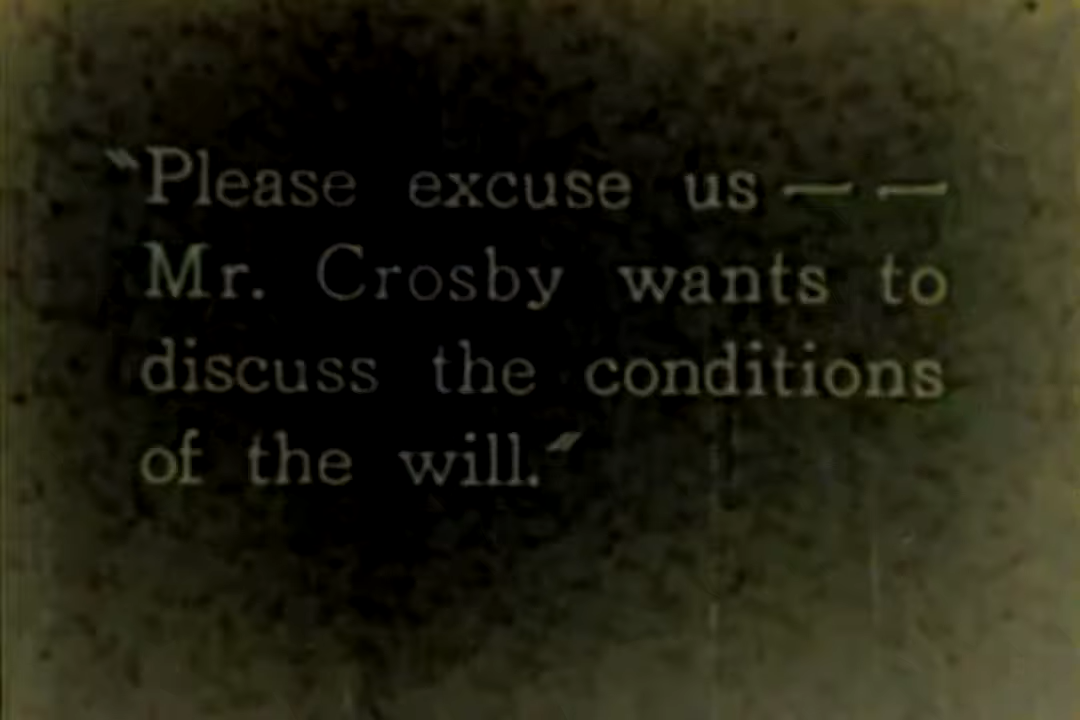 "Please excuse us — —
Mr. Crosby wants to
discuss the conditions
of the will."